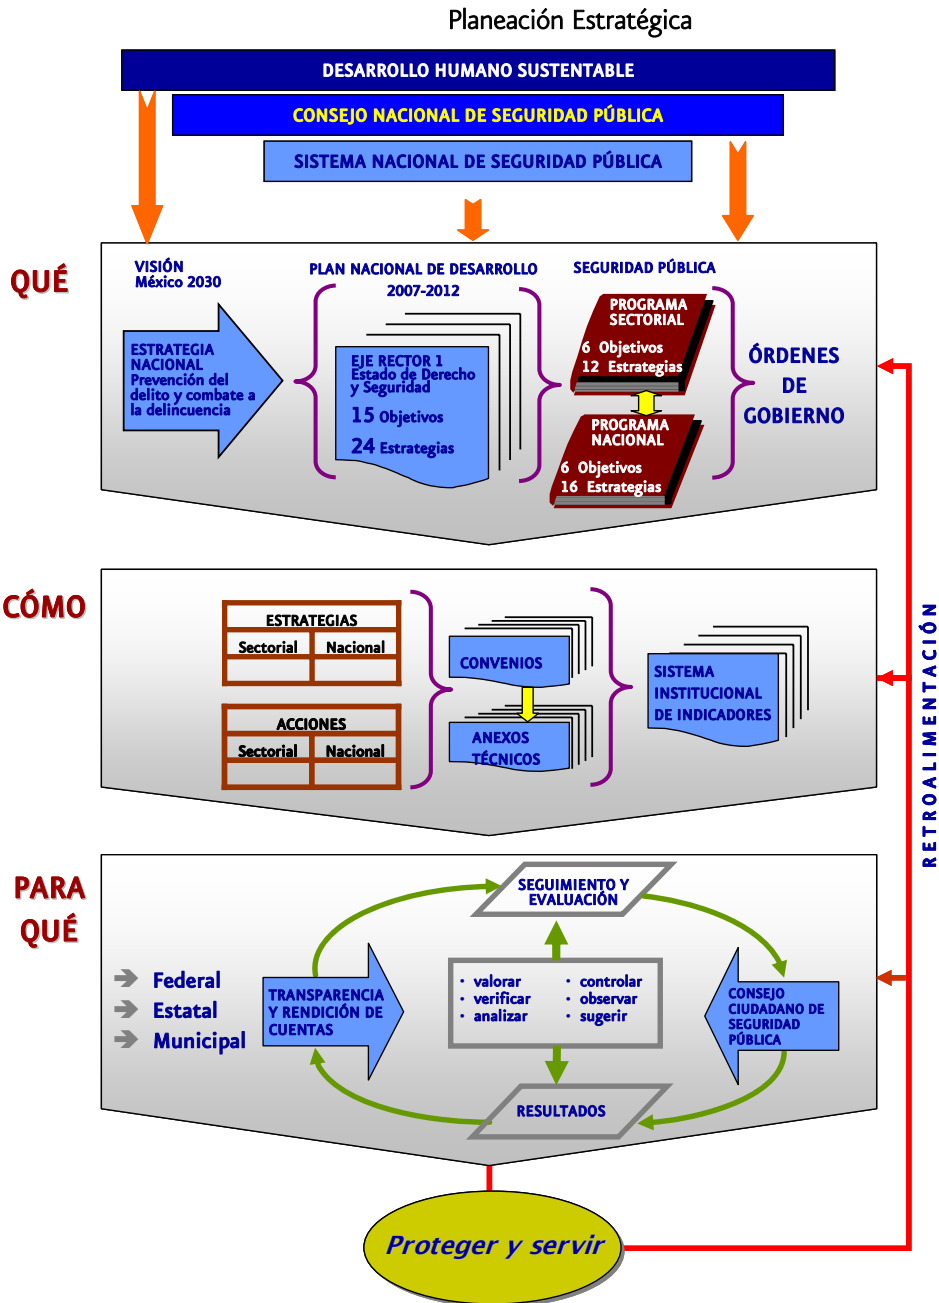 Planeación Estratégica
DESARROLLO HUMANO SUSTENTABLE
CONSEJO NACIONAL DE SEGURIDAD PÚBLICA
SISTEMA NACIONAL DE SEGURIDAD PÚBLICA
QUÉ
VISIÓN
México 2030
ESTRATEGIA
NACIONAL
Prevención del
delito y combate a
la delincuencia
PLAN NACIONAL DE DESARROLLO
2007-2012
EJE RECTOR 1
Estado de Derecho
y Seguridad
15 Objetivos
24 Estrategias
SEGURIDAD PÚBLICA
PROGRAMA
SECTORIAL
6 Objetivos
12 Estrategias
PROGRAMA
NACIONAL
6 Objetivos
16 Estrategias
ÓRDENES
DE
GOBIERNO
CÓMO
ESTRATEGIAS
Sectorial Nacional
ACCIONES
Sectorial Nacional
CONVENIOS
ANEXOS
TÉCNICOS
SISTEMA
INSTITUCIONAL
DE INDICADORES
RETROALIMENTACIÓN
PARA
QUÉ
Federal
Estatal
Municipal
TRANSPARENCIA
Y RENDICIÓN DE
CUENTAS
SEGUIMIENTO Y
EVALUACIÓN
• valorar • controlar
• verificar • observar
• analizar • sugerir
CONSEJO
CIUDADANO DE
SEGURIDAD
PÚBLICA
RESULTADOS
Proteger y servir